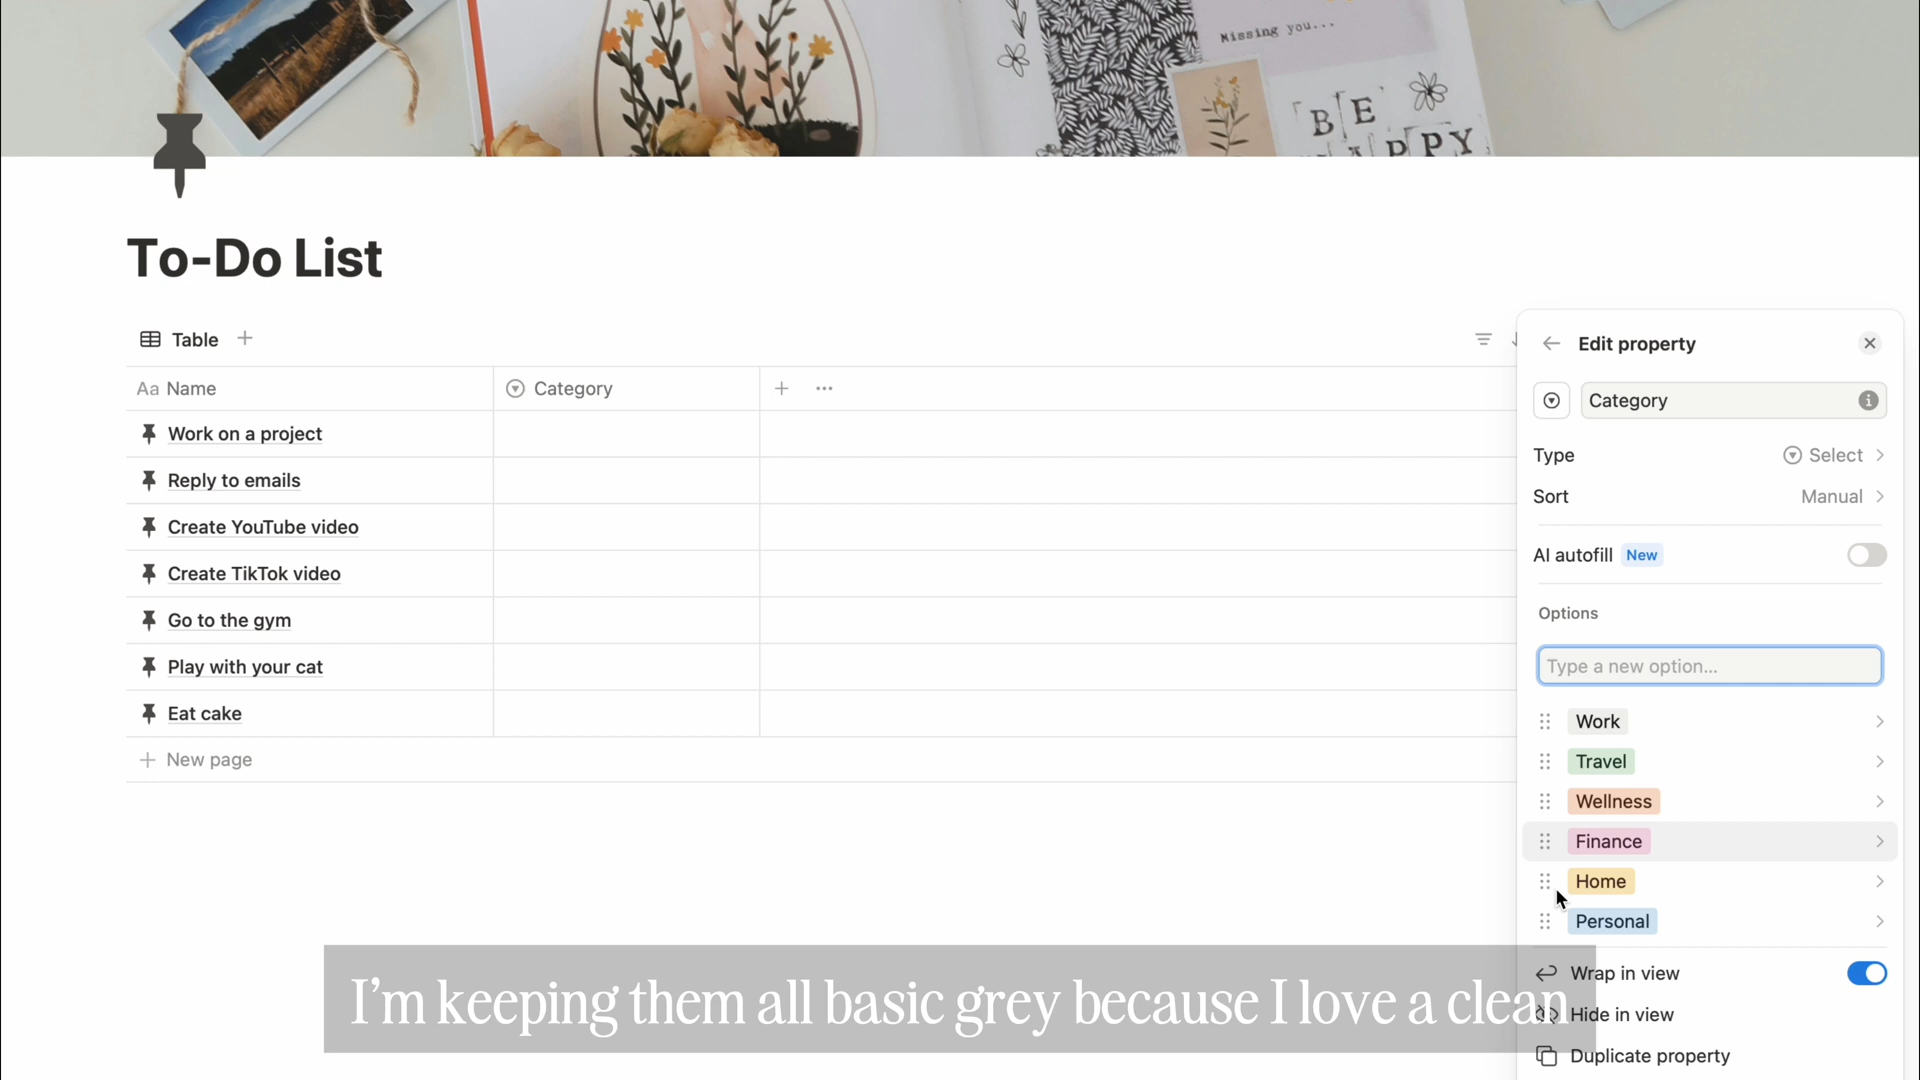 Missing you...
BE
HAPPY
To-Do List
Table
Aa Name
Category
Work on a project
Reply to emails
Create YouTube video
Create TikTok video
Go to the gym
Play with your cat
Eat cake
New page
Edit property
Category
Type
Select
Sort
Manual
AI autofill New
Options
Type a new option...
Work
Travel
Wellness
Finance
Home
Personal
Wrap in view
Hide in view
Duplicate property
I'm keeping them all basic grey because I love a clean